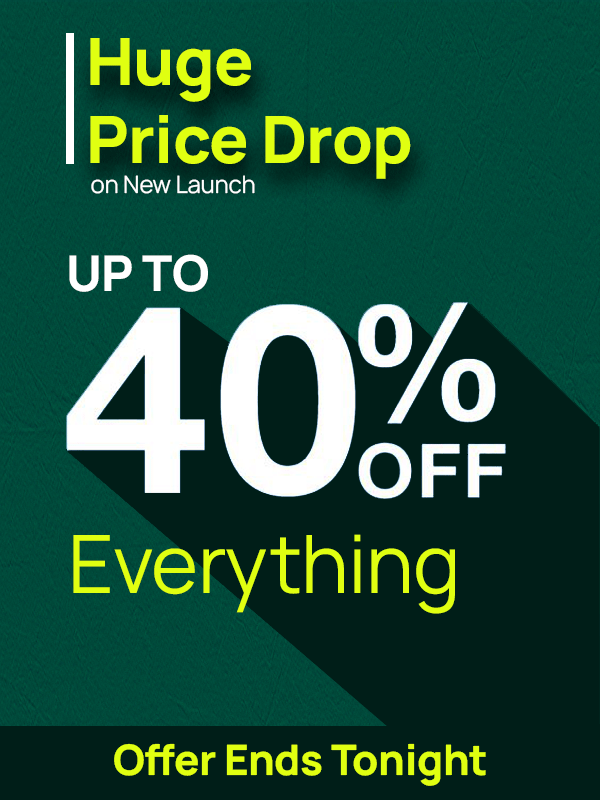 Huge
Price Drop
on New Launch
UP TO
40%
OFF
Everything
Offer Ends Tonight